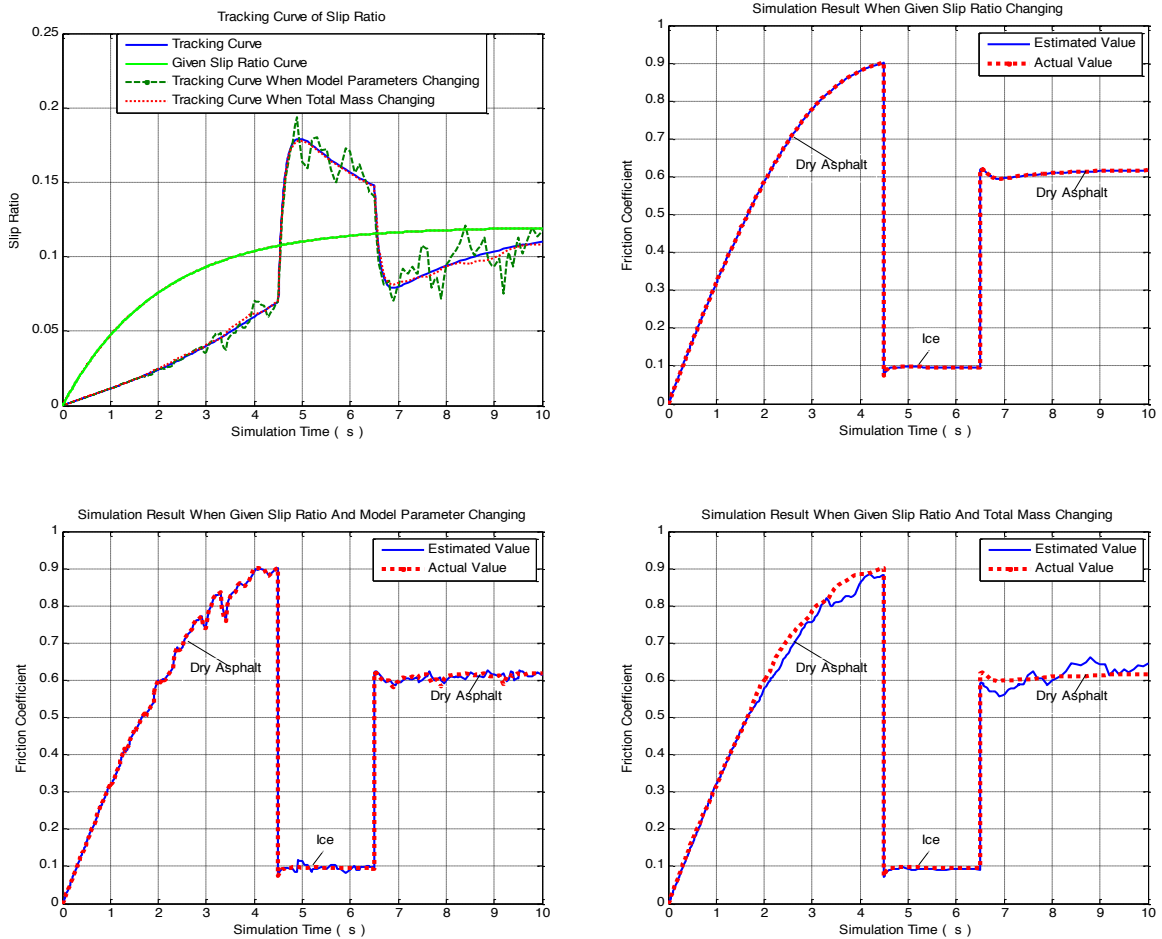 Tracking Curve of Slip Ratio
0.25
0.2
0.15
0.1
0.05
0
Slip Ratio
Tracking Curve
Given Slip Ratio Curve
Tracking Curve When Model Parameters Changing
Tracking Curve When Total Mass Changing
0 1 2 3 4 5 6 7 8 9 10
Simulation Time ( s )
Simulation Result When Given Slip Ratio Changing
1
0.9
0.8
0.7
0.6
0.5
0.4
0.3
0.2
0.1
0
Friction Coefficient
Estimated Value
Actual Value
Dry Asphalt
Dry Asphalt
Ice
0 1 2 3 4 5 6 7 8 9 10
Simulation Time ( s )
Simulation Result When Given Slip Ratio And Model Parameter Changing
1
0.9
0.8
0.7
0.6
0.5
0.4
0.3
0.2
0.1
0
Friction Coefficient
Estimated Value
Actual Value
Dry Asphalt
Dry Asphalt
Ice
0 1 2 3 4 5 6 7 8 9 10
Simulation Time ( s )
Simulation Result When Given Slip Ratio And Total Mass Changing
1
0.9
0.8
0.7
0.6
0.5
0.4
0.3
0.2
0.1
0
Friction Coefficient
Estimated Value
Actual Value
Dry Asphalt
Dry Asphalt
Ice
0 1 2 3 4 5 6 7 8 9 10
Simulation Time ( s )